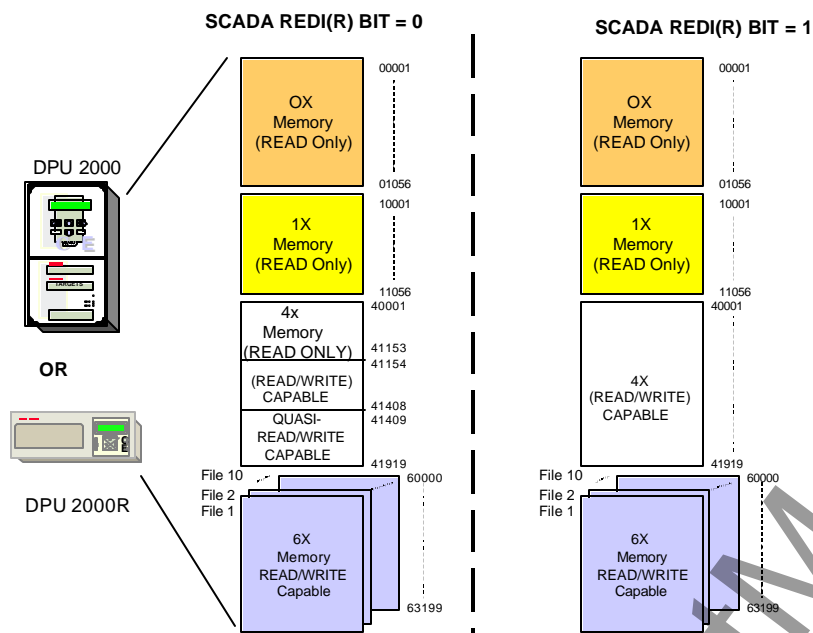 SCADA REDI(R) BIT = 0
SCADA REDI(R) BIT = 1
DPU 2000
TARGETS
E
OR
DPU 2000R
00001
OX
Memory
(READ Only)
01056
10001
1X
Memory
(READ Only)
11056
40001
4x
Memory
(READ ONLY)
41153
41154
(READ/WRITE)
CAPABLE
41408
41409
QUASI-
READ/WRITE
CAPABLE
41919
File 10
60000
File 2
File 1
6X
Memory
READ/WRITE
Capable
63199
00001
OX
Memory
(READ Only)
01056
10001
1X
Memory
(READ Only)
11056
40001
4X
(READ/WRITE)
CAPABLE
41919
File 10
60000
File 2
File 1
6X
Memory
READ/WRITE
Capable
63199